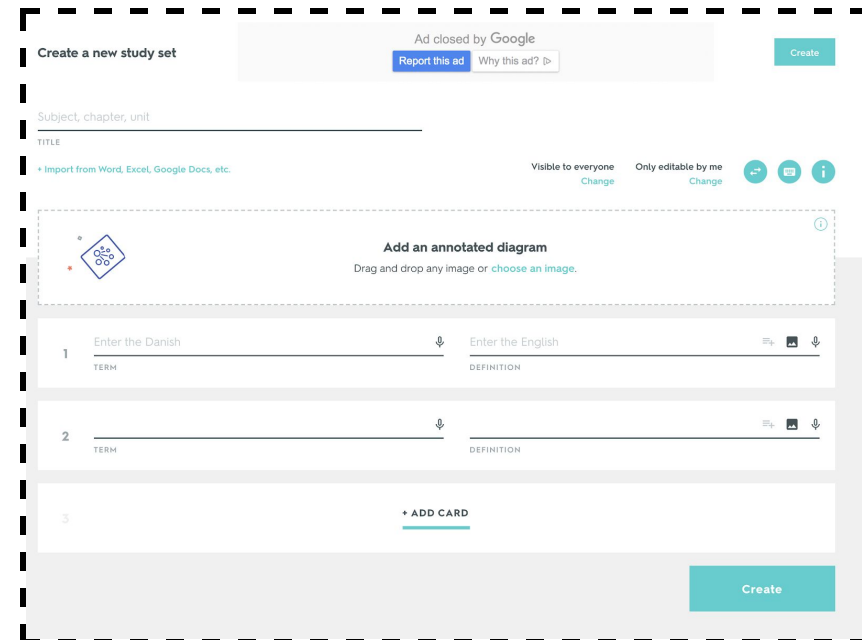 Ad closed by Google
Create a new study set
Create
Report this ad
Why this ad?
Subject, chapter, unit
TITLE
+ Import from Word, Excel, Google Docs, etc.
Visible to everyone
Only editable by me
Change
Change
Add an annotated diagram
Drag and drop any image or choose an image.
1
Enter the Danish
Enter the English
TERM
DEFINITION
2
TERM
DEFINITION
3
+ ADD CARD
Create